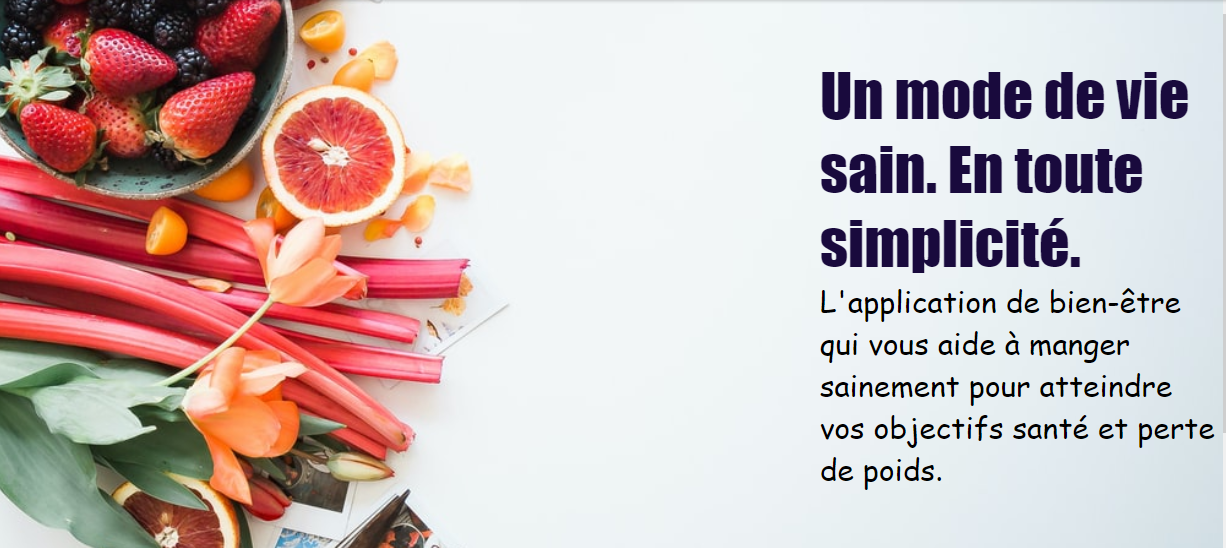 Un mode de vie
sain. En toute
simplicité.
L'application de bien-être
qui vous aide à manger
sainement pour atteindre
vos objectifs santé et perte
de poids.